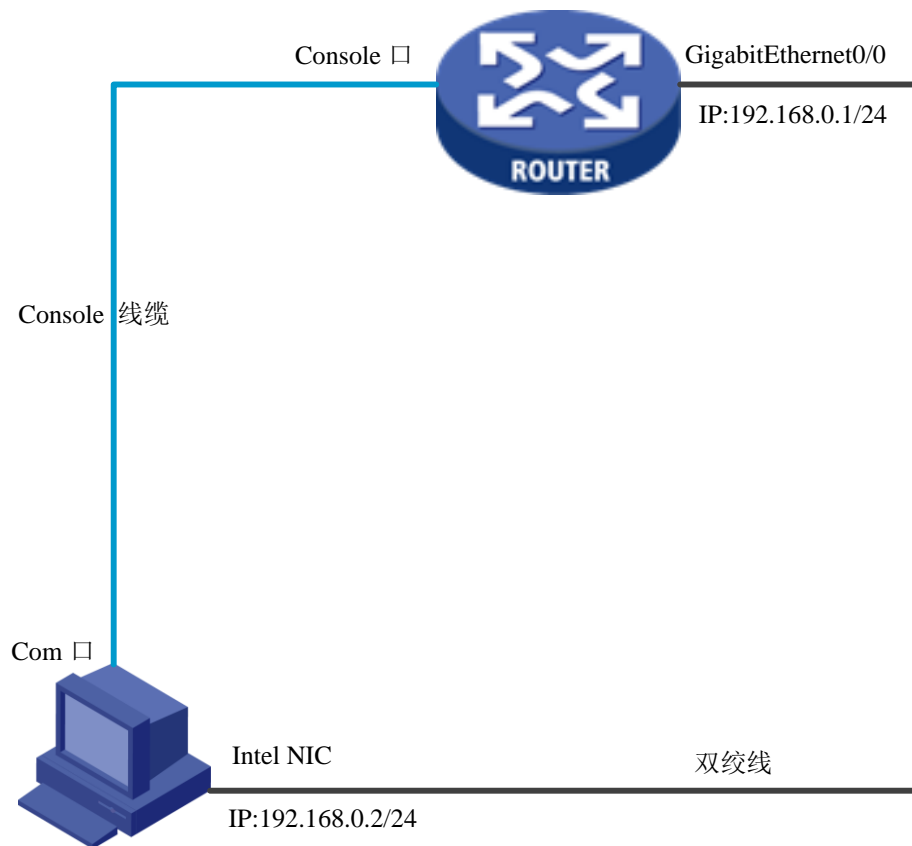 Console 口
GigabitEthernet0/0
IP:192.168.0.1/24
ROUTER
Console 线缆
Com 口
Intel NIC
双绞线
IP:192.168.0.2/24